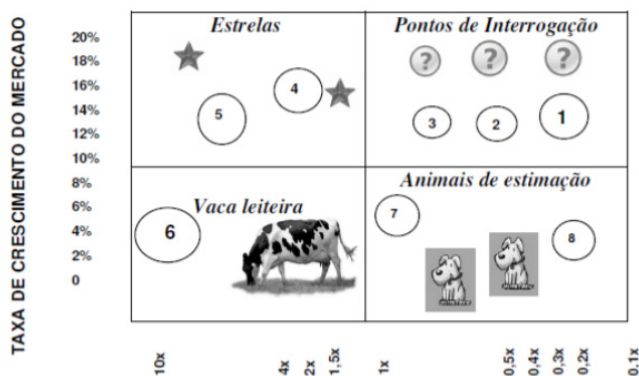 TAXA DE CRESCIMENTO DO MERCADO
20%
18%
16%
14%
12%
10%
8%
6%
4%
2%
0
Estrelas
4
5
Pontos de Interrogação
? ? ?
3 2 1
Vaca leiteira
6
Animais de estimação
7
8
10x 4x 2x 1,5x 1x 0,5x 0,4x 0,3x 0,2x 0,1x